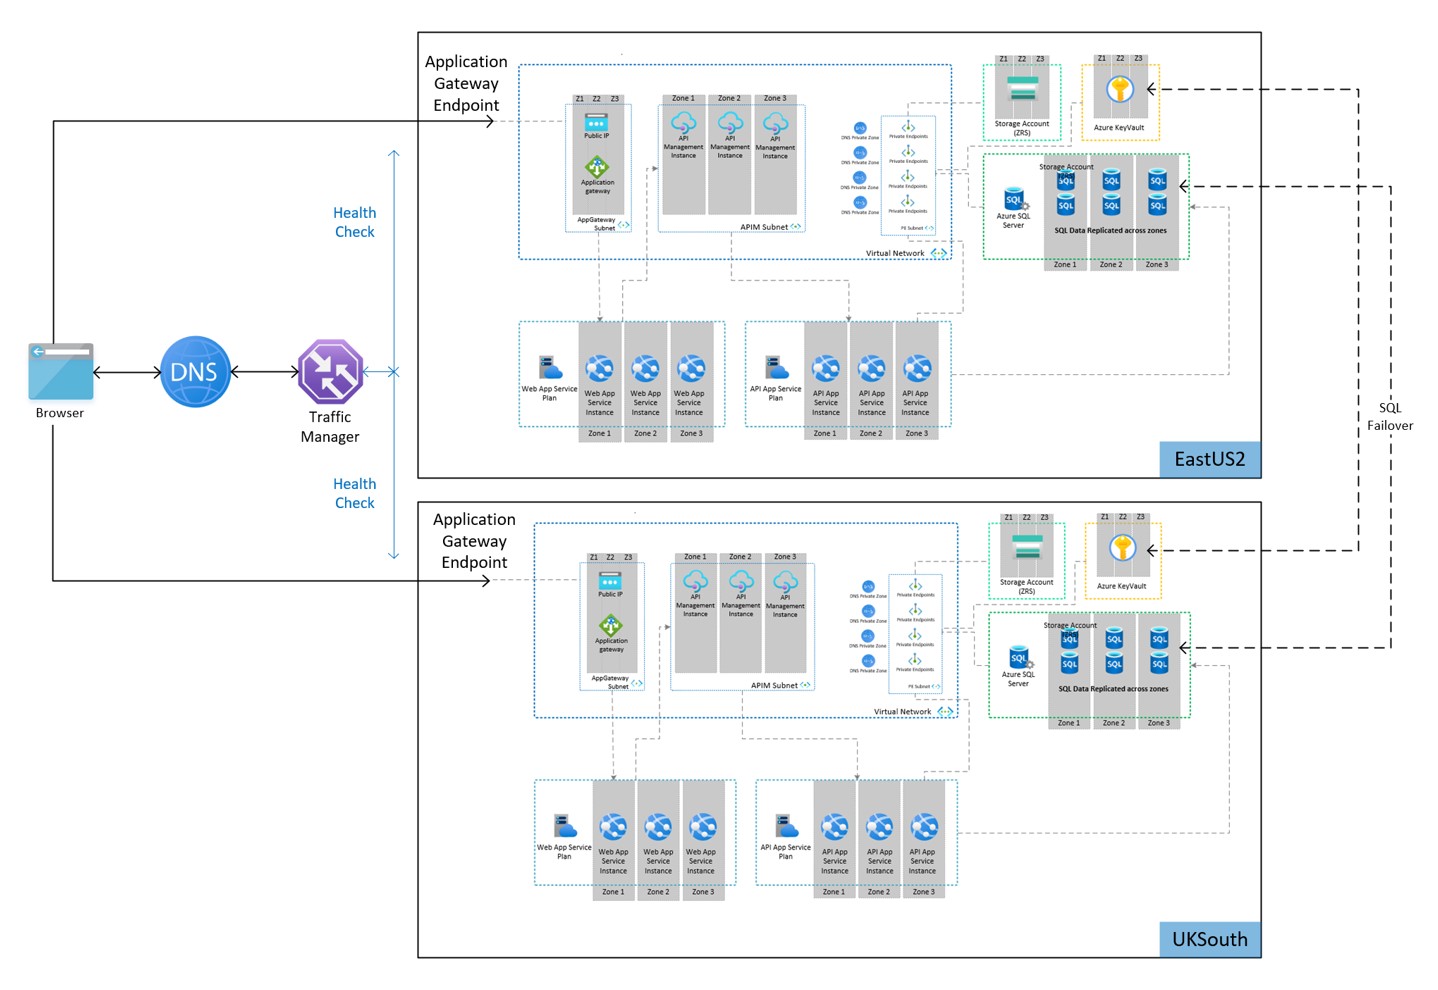 Application
Gateway
Endpoint
Z1 Z2 Z3
Public IP
Application
gateway
AppGateway
Subnet
Zone 1 Zone 2 Zone 3
API
Management
Instance
API
Management
Instance
API
Management
Instance
APIM Subnet
DNS Private Zone
DNS Private Zone
DNS Private Zone
DNS Private Zone
Private Endpoints
Private Endpoints
Private Endpoints
Private Endpoints
PE Subnet
Virtual Network
Z1 Z2 Z3
Storage Account
(ZRS)
Z1 Z2 Z3
Azure KeyVault
Storage Account
SQL
SQL
SQL
SQL
SQL
SQL
SQL
Azure SQL
Server
SQL Data Replicated across zones
Zone 1 Zone 2 Zone 3
Web App Service
Plan
Web App
Service
Instance
Web App
Service
Instance
Web App
Service
Instance
Zone 1 Zone 2 Zone 3
API App Service
Plan
API App
Service
Instance
API App
Service
Instance
API App
Service
Instance
Zone 1 Zone 2 Zone 3
EastUS2
Health
Check
Browser
DNS
Traffic
Manager
Health
Check
SQL
Failover
Application
Gateway
Endpoint
Z1 Z2 Z3
Public IP
Application
gateway
AppGateway
Subnet
Zone 1 Zone 2 Zone 3
API
Management
Instance
API
Management
Instance
API
Management
Instance
APIM Subnet
DNS Private Zone
DNS Private Zone
DNS Private Zone
DNS Private Zone
Private Endpoints
Private Endpoints
Private Endpoints
Private Endpoints
PE Subnet
Virtual Network
Z1 Z2 Z3
Storage Account
(ZRS)
Z1 Z2 Z3
Azure KeyVault
Storage Account
SQL
SQL
SQL
SQL
SQL
SQL
SQL
Azure SQL
Server
SQL Data Replicated across zones
Zone 1 Zone 2 Zone 3
Web App Service
Plan
Web App
Service
Instance
Web App
Service
Instance
Web App
Service
Instance
Zone 1 Zone 2 Zone 3
API App Service
Plan
API App
Service
Instance
API App
Service
Instance
API App
Service
Instance
Zone 1 Zone 2 Zone 3
UKSouth